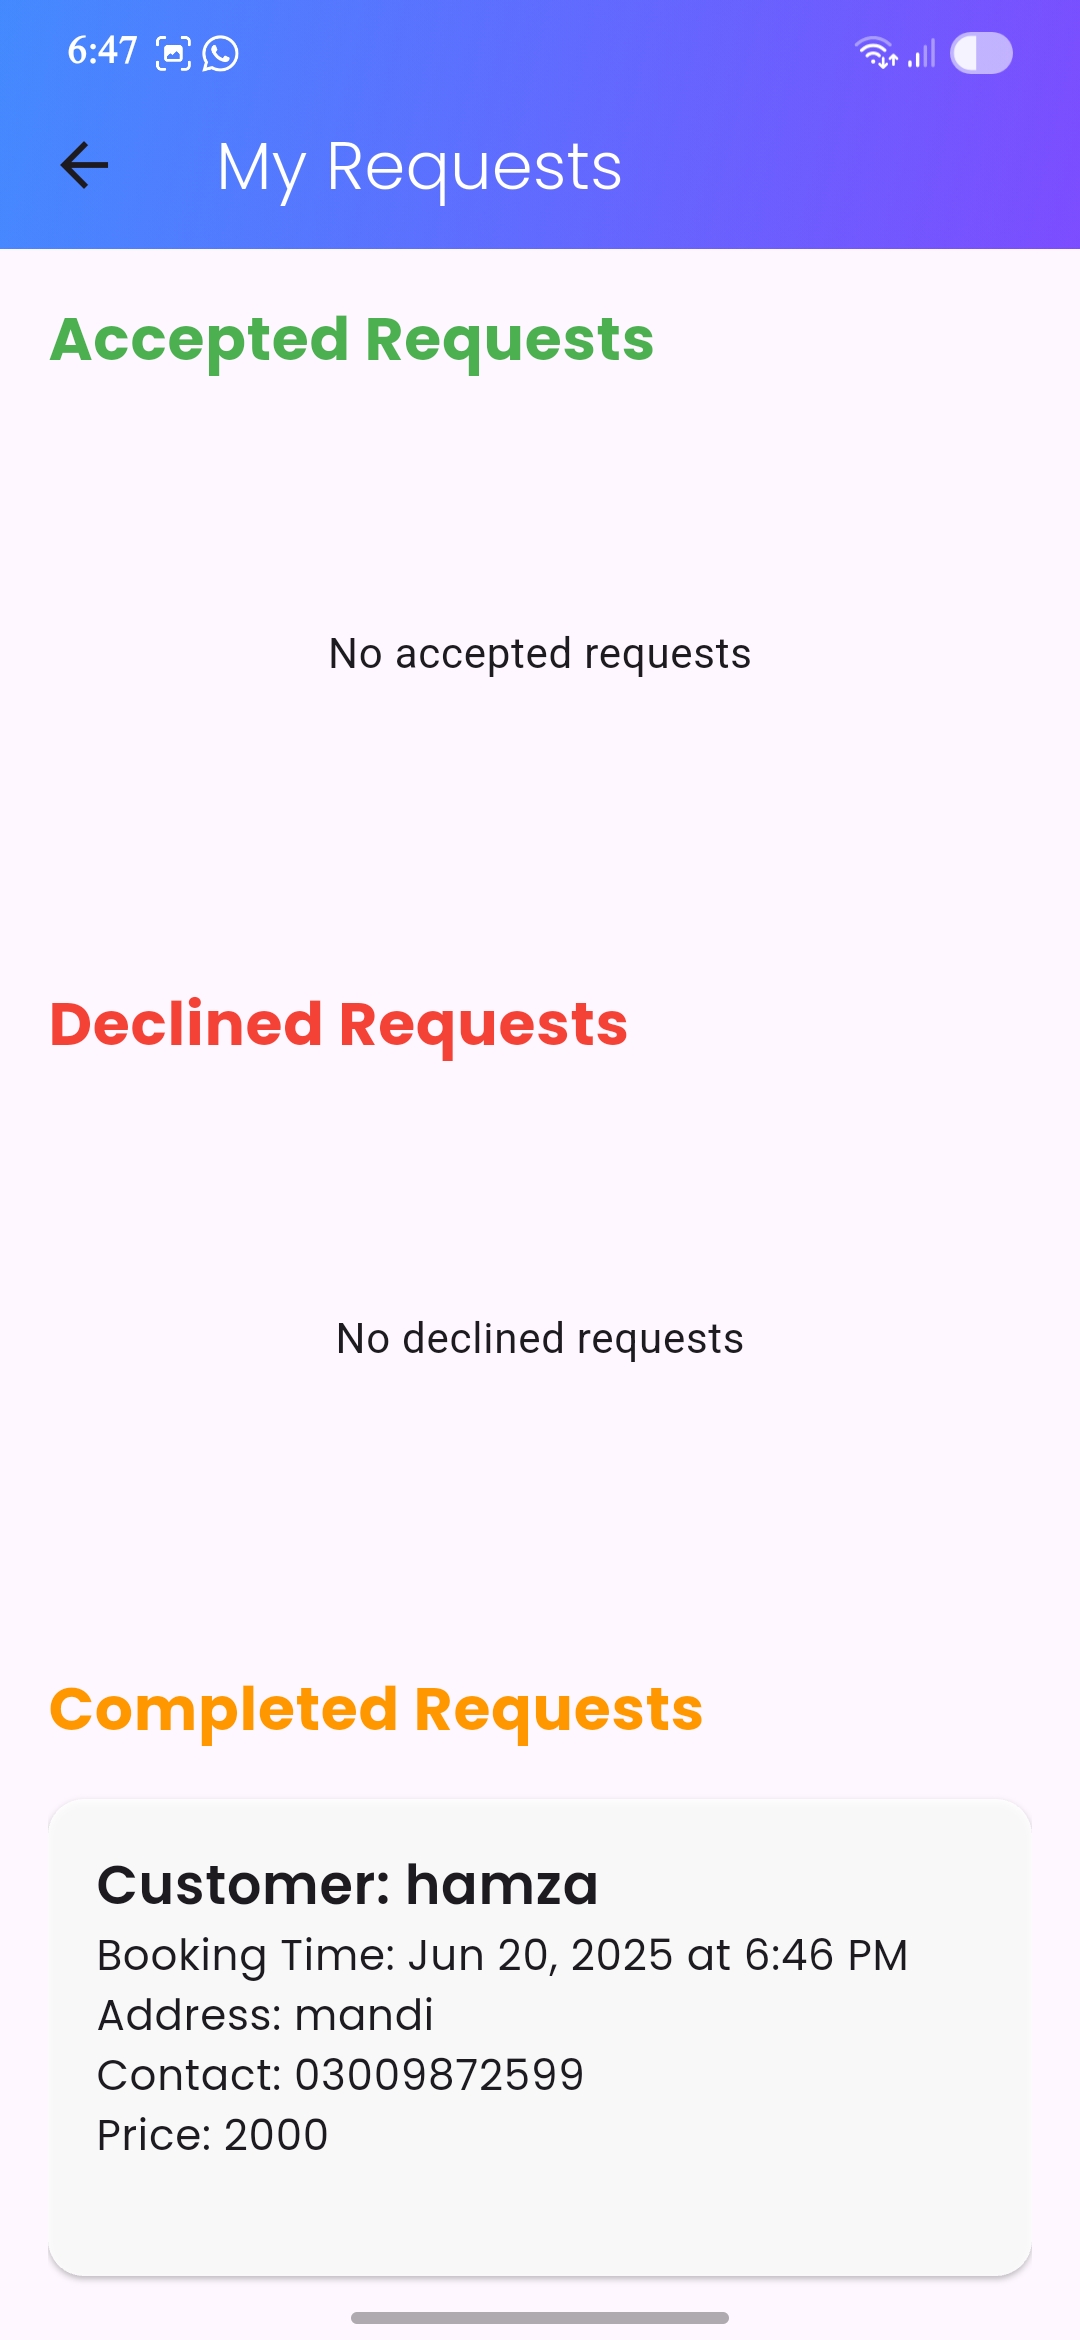 6:47
My Requests
Accepted Requests
No accepted requests
Declined Requests
No declined requests
Completed Requests
Customer: hamza
Booking Time: Jun 20, 2025 at 6:46 PM
Address: mandi
Contact: 03009872599
Price: 2000